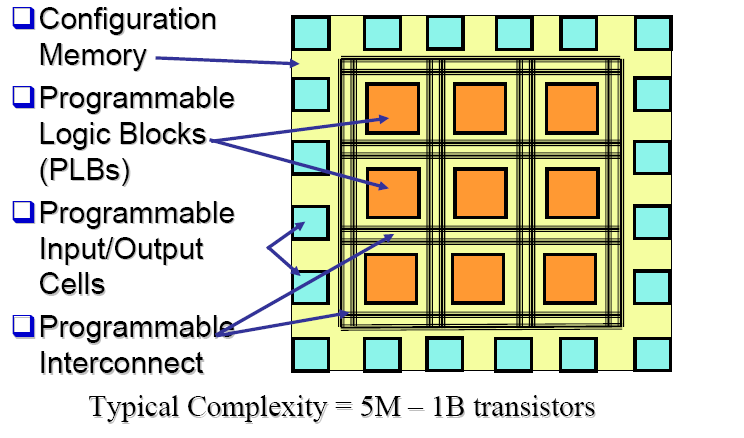 Configuration
Memory
Programmable
Logic Blocks
(PLBs)
Programmable
Input/Output
Cells
Programmable
Interconnect
Typical Complexity = 5M – 1B transistors